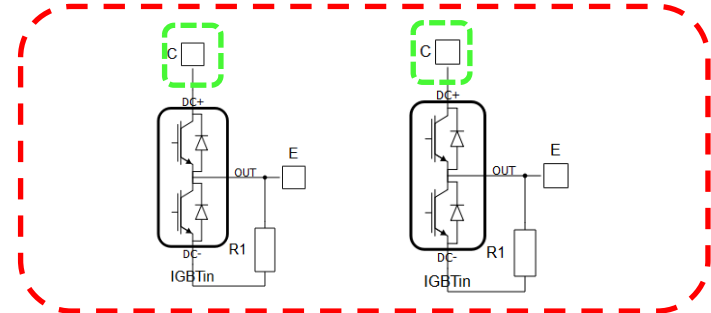 C
DC+
OUT
E
DC-
R1
IGBTin
C
DC+
OUT
E
DC-
R1
IGBTin